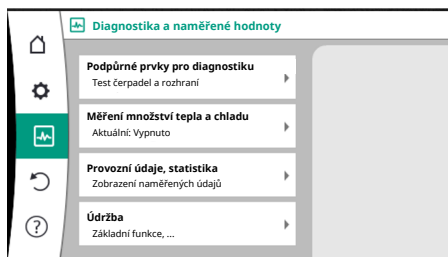 Diagnostika a naměřené hodnoty
Podpůrné prvky pro diagnostiku
Test čerpadel a rozhraní
Měření množství tepla a chladu
Aktuální: Vypnuto
Provozní údaje, statistika
Zobrazení naměřených údajů
Údržba
Základní funkce, ...
?